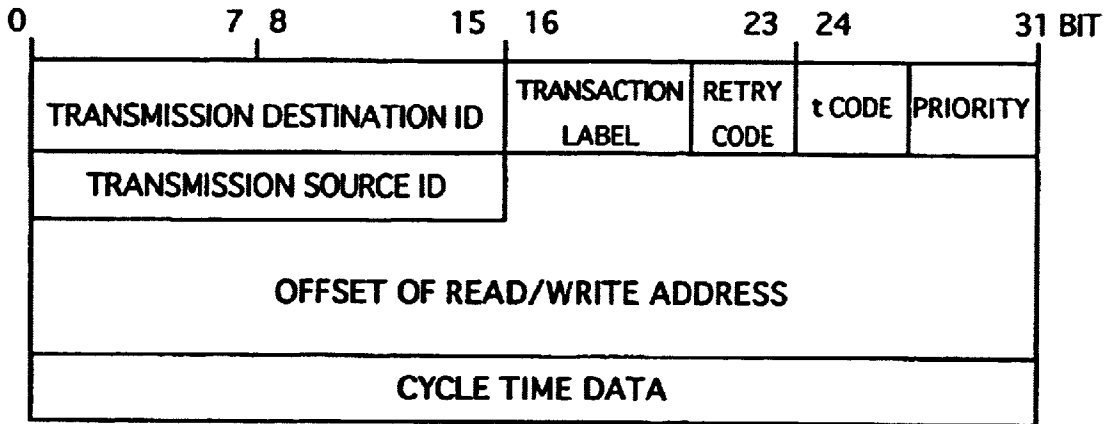 0 7 8 15 16 23 24 31 BIT
TRANSMISSION DESTINATION ID
TRANSACTION
LABEL
RETRY
CODE
t CODE
PRIORITY
TRANSMISSION SOURCE ID
OFFSET OF READ/WRITE ADDRESS
CYCLE TIME DATA